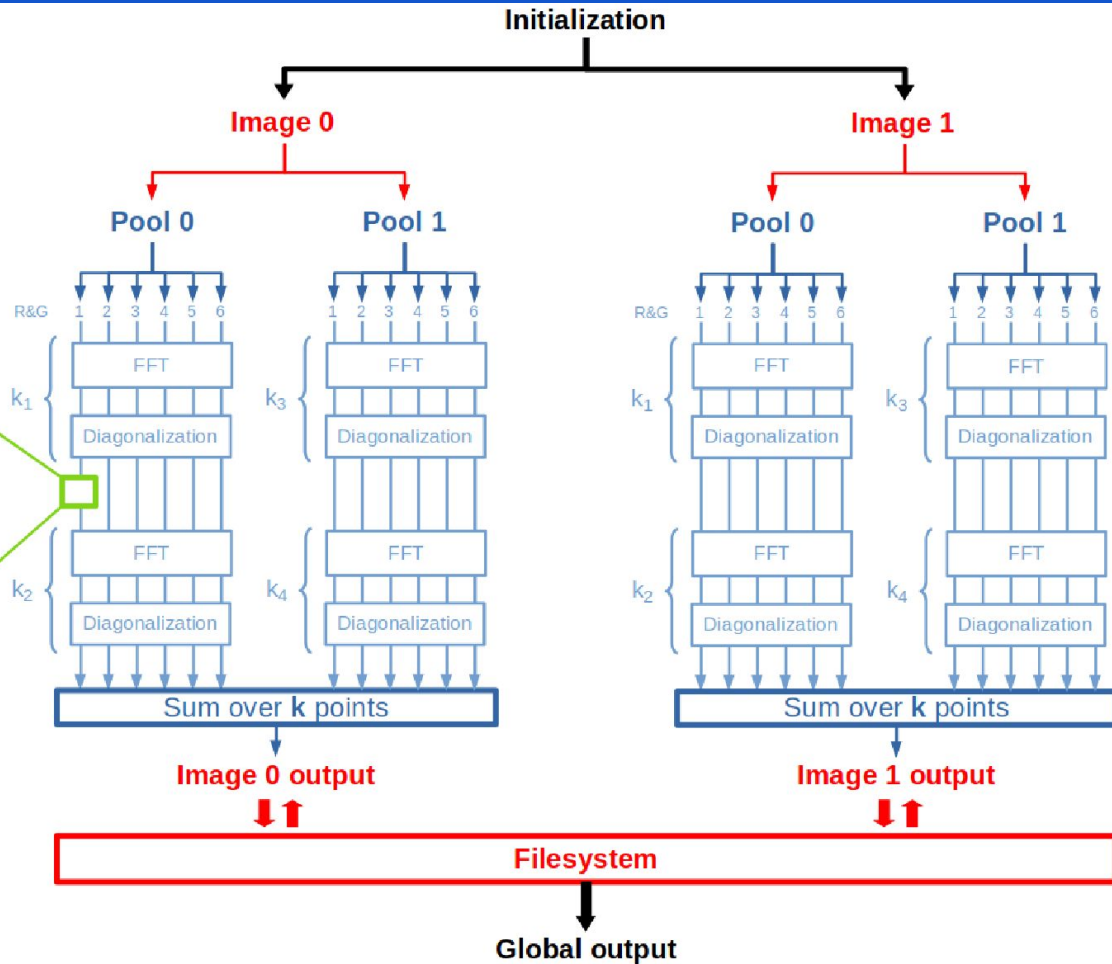 Initialization
Image 0 Image 1
Pool 0 Pool 1 Pool 0 Pool 1
R&G 1 2 3 4 5 6 1 2 3 4 5 6 R&G 1 2 3 4 5 6 1 2 3 4 5 6
FFT FFT FFT FFT
k1 k3 k1 k3
Diagonalization Diagonalization Diagonalization Diagonalization
FFT FFT FFT FFT
k2 k4 k2 k4
Diagonalization Diagonalization Diagonalization Diagonalization
Sum over k points Sum over k points
Image 0 output Image 1 output
Filesystem
Global output